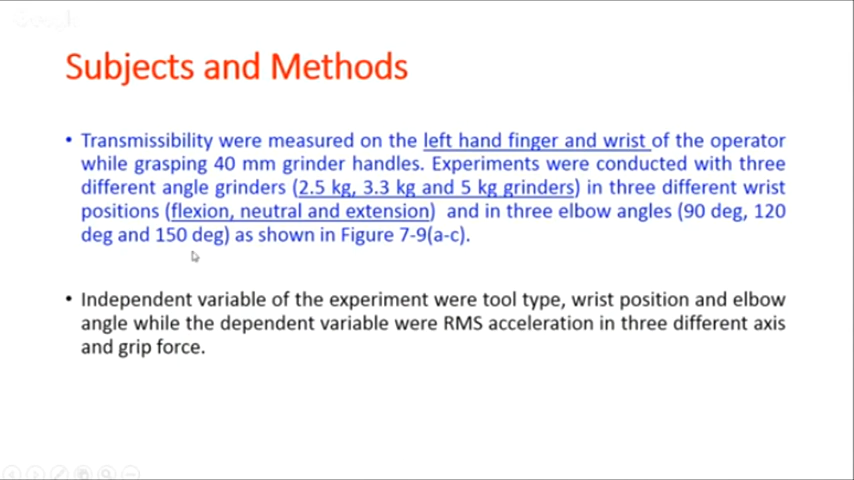 Subjects and Methods
• Transmissibility were measured on the left hand finger and wrist of the operator
while grasping 40 mm grinder handles. Experiments were conducted with three
different angle grinders (2.5 kg, 3.3 kg and 5 kg grinders) in three different wrist
positions (flexion, neutral and extension) and in three elbow angles (90 deg, 120
deg and 150 deg) as shown in Figure 7-9(a-c).
• Independent variable of the experiment were tool type, wrist position and elbow
angle while the dependent variable were RMS acceleration in three different axis
and grip force.